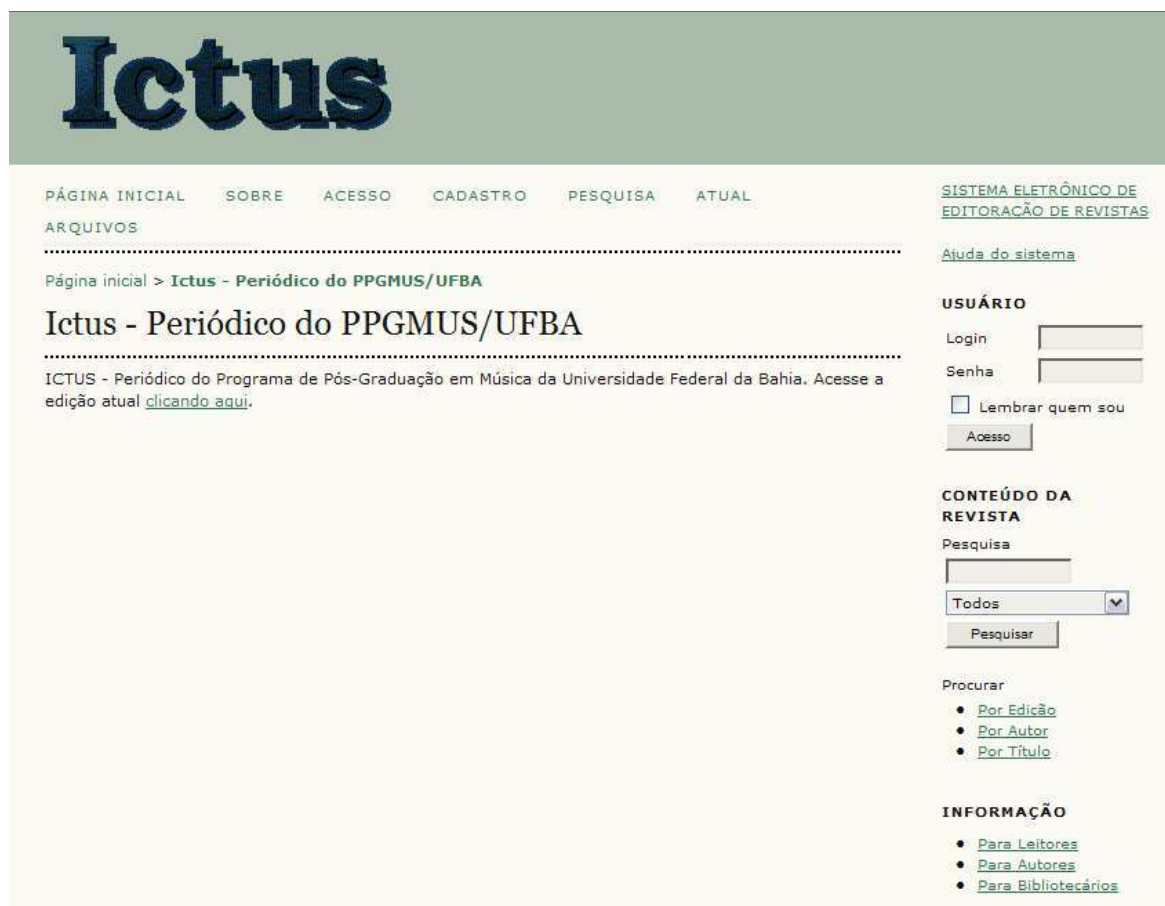 Ictus
PÁGINA INICIAL SOBRE ACESSO CADASTRO PESQUISA ATUAL
ARQUIVOS
Página inicial > Ictus - Periódico do PPGMUS/UFBA
Ictus - Periódico do PPGMUS/UFBA
ICTUS - Periódico do Programa de Pós-Graduação em Música da Universidade Federal da Bahia. Acesse a
edição atual clicando aqui.
SISTEMA ELETRÔNICO DE
EDITORAÇÃO DE REVISTAS
Ajuda do sistema
USUÁRIO
Login
Senha
Lembrar quem sou
Acesso
CONTEÚDO DA
REVISTA
Pesquisa
Todos
Pesquisar
Procurar
Por Edição
Por Autor
Por Título
INFORMAÇÃO
Para Leitores
Para Autores
Para Bibliotecários